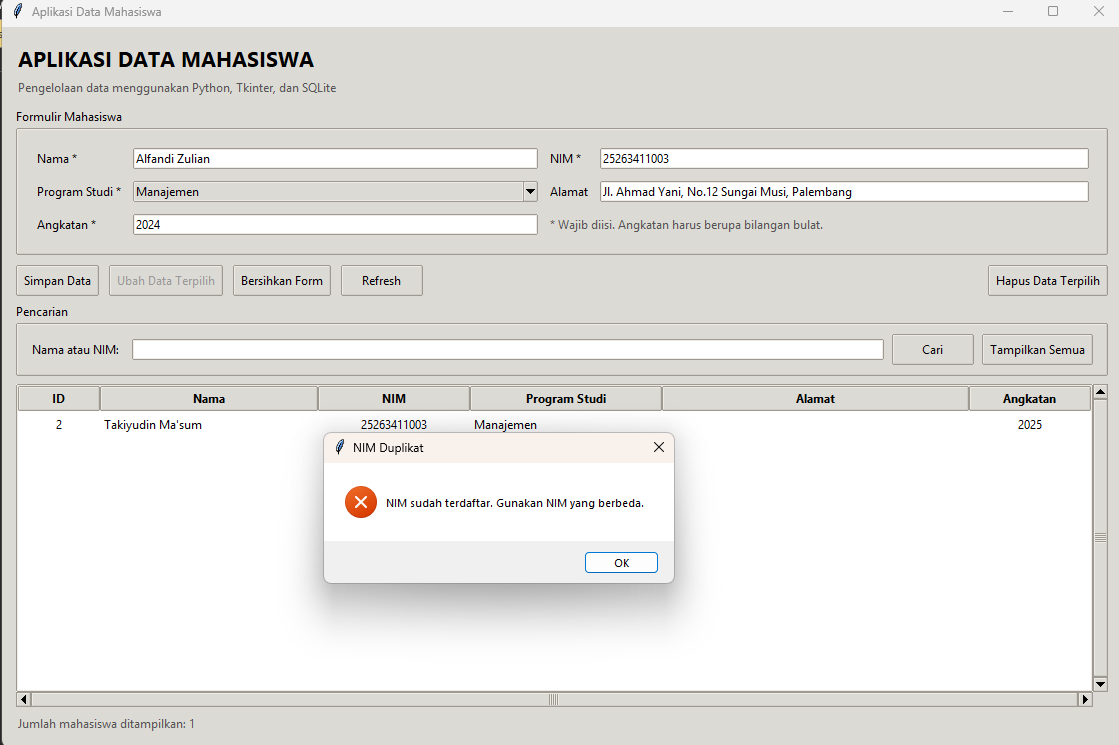 Aplikasi Data Mahasiswa
APLIKASI DATA MAHASISWA
Pengelolaan data menggunakan Python, Tkinter, dan SQLite
Formulir Mahasiswa
Nama * Alfandi Zulian NIM * 25263411003
Program Studi * Manajemen Alamat Jl. Ahmad Yani, No.12 Sungai Musi, Palembang
Angkatan * 2024 * Wajib diisi. Angkatan harus berupa bilangan bulat.
Simpan Data Ubah Data Terpilih Bersihkan Form Refresh Hapus Data Terpilih
Pencarian
Nama atau NIM: Cari Tampilkan Semua
ID Nama NIM Program Studi Alamat Angkatan
2 Takiyudin Ma'sum 25263411003 Manajemen 2025
NIM Duplikat
NIM sudah terdaftar. Gunakan NIM yang berbeda.
OK
Jumlah mahasiswa ditampilkan: 1